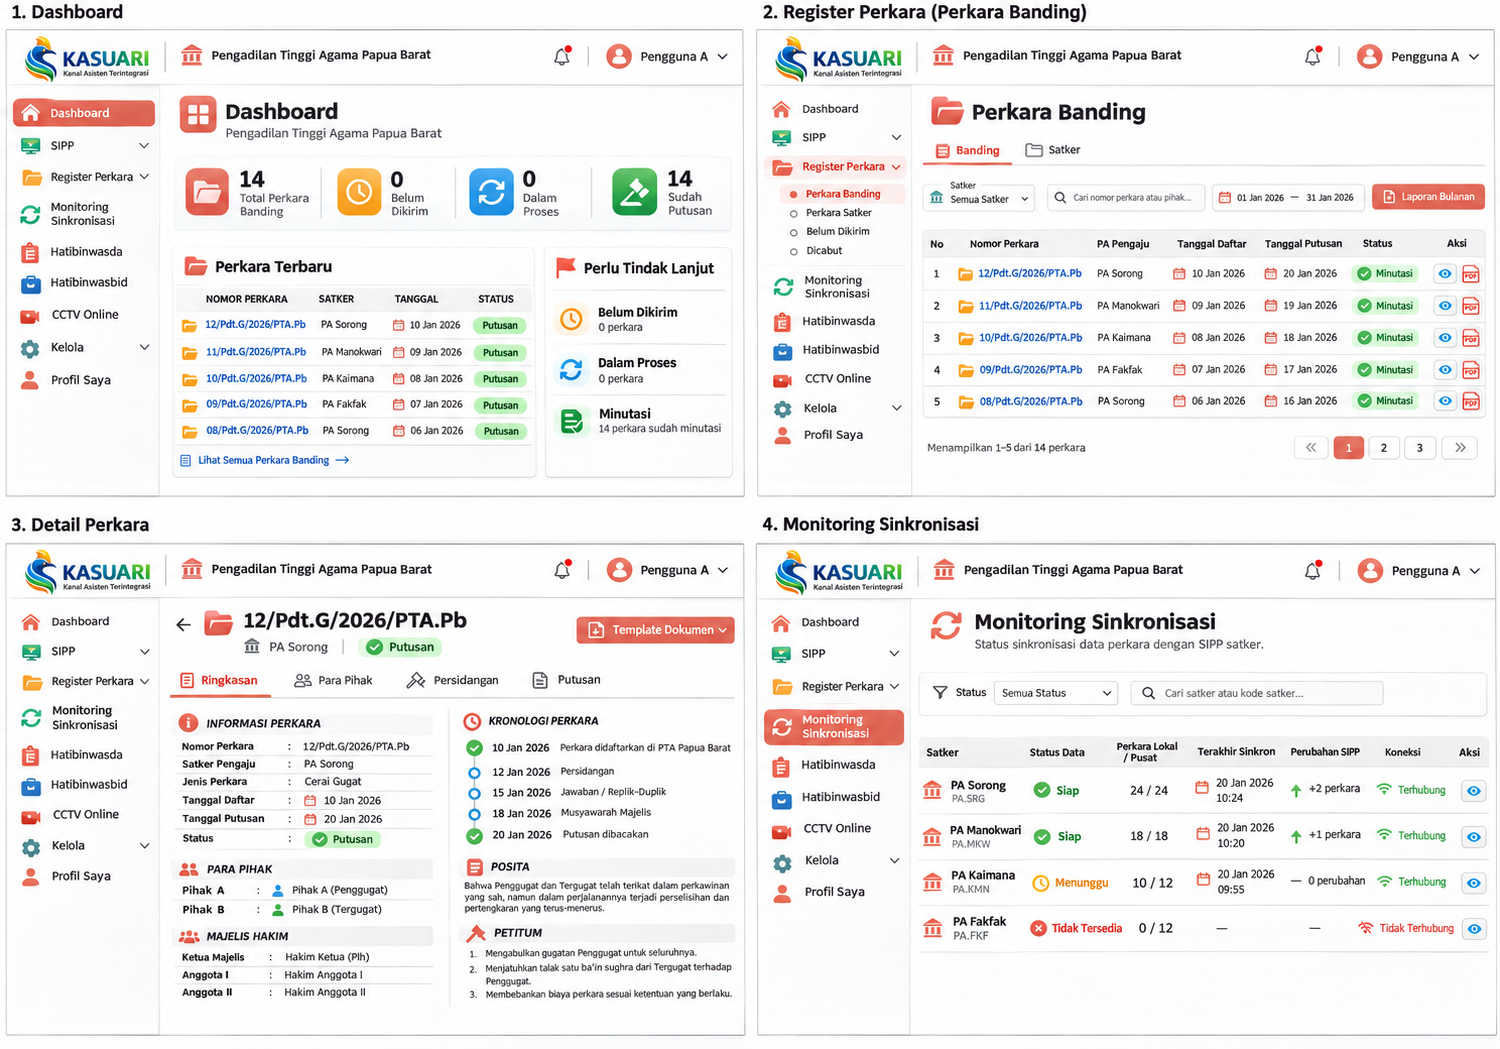 1. Dashboard
KASUARI
Kanal Asisten Terintegrasi
Pengadilan Tinggi Agama Papua Barat
Pengguna A
Dashboard
SIPP
Register Perkara
Monitoring
Sinkronisasi
Hatibinwasda
Hatibinwasbid
CCTV Online
Kelola
Profil Saya
Dashboard
Pengadilan Tinggi Agama Papua Barat
14
Total Perkara
Banding
0
Belum
Dikirim
0
Dalam
Proses
14
Sudah
Putusan
Perkara Terbaru
NOMOR PERKARA SATKER TANGGAL STATUS
12/Pdt.G/2026/PTA.Pb PA Sorong 10 Jan 2026 Putusan
11/Pdt.G/2026/PTA.Pb PA Manokwari 09 Jan 2026 Putusan
10/Pdt.G/2026/PTA.Pb PA Kaimana 08 Jan 2026 Putusan
09/Pdt.G/2026/PTA.Pb PA Fakfak 07 Jan 2026 Putusan
08/Pdt.G/2026/PTA.Pb PA Sorong 06 Jan 2026 Putusan
Lihat Semua Perkara Banding →
Perlu Tindak Lanjut
Belum Dikirim
0 perkara
Dalam Proses
0 perkara
Minutasi
14 perkara sudah minutasi
2. Register Perkara (Perkara Banding)
KASUARI
Kanal Asisten Terintegrasi
Pengadilan Tinggi Agama Papua Barat
Pengguna A
Dashboard
SIPP
Register Perkara
Perkara Banding
Perkara Satker
Belum Dikirim
Dicabut
Monitoring
Sinkronisasi
Hatibinwasda
Hatibinwasbid
CCTV Online
Kelola
Profil Saya
Perkara Banding
Banding Satker
Satker
Semua Satker
Cari nomor perkara atau pihak...
01 Jan 2026 — 31 Jan 2026
Laporan Bulanan
No Nomor Perkara PA Pengaju Tanggal Daftar Tanggal Putusan Status Aksi
1 12/Pdt.G/2026/PTA.Pb PA Sorong 10 Jan 2026 20 Jan 2026 Minutasi PDF
2 11/Pdt.G/2026/PTA.Pb PA Manokwari 09 Jan 2026 19 Jan 2026 Minutasi PDF
3 10/Pdt.G/2026/PTA.Pb PA Kaimana 08 Jan 2026 18 Jan 2026 Minutasi PDF
4 09/Pdt.G/2026/PTA.Pb PA Fakfak 07 Jan 2026 17 Jan 2026 Minutasi PDF
5 08/Pdt.G/2026/PTA.Pb PA Sorong 06 Jan 2026 16 Jan 2026 Minutasi PDF
Menampilkan 1–5 dari 14 perkara
« 1 2 3 »
3. Detail Perkara
KASUARI
Kanal Asisten Terintegrasi
Pengadilan Tinggi Agama Papua Barat
Pengguna A
Dashboard
SIPP
Register Perkara
Monitoring
Sinkronisasi
Hatibinwasda
Hatibinwasbid
CCTV Online
Kelola
Profil Saya
← 12/Pdt.G/2026/PTA.Pb
PA Sorong | Putusan
Template Dokumen
Ringkasan Para Pihak Persidangan Putusan
INFORMASI PERKARA
Nomor Perkara : 12/Pdt.G/2026/PTA.Pb
Satker Pengaju : PA Sorong
Jenis Perkara : Cerai Gugat
Tanggal Daftar : 10 Jan 2026
Tanggal Putusan : 20 Jan 2026
Status : Putusan
PARA PIHAK
Pihak A : Pihak A (Penggugat)
Pihak B : Pihak B (Tergugat)
MAJELIS HAKIM
Ketua Majelis : Hakim Ketua (Plh)
Anggota I : Hakim Anggota I
Anggota II : Hakim Anggota II
KRONOLOGI PERKARA
10 Jan 2026 Perkara didaftarkan di PTA Papua Barat
12 Jan 2026 Persidangan
15 Jan 2026 Jawaban / Replik–Duplik
18 Jan 2026 Musyawarah Majelis
20 Jan 2026 Putusan dibacakan
POSITA
Bahwa Penggugat dan Tergugat telah terikat dalam perkawinan
yang sah, namun dalam perjalanannya terjadi perselisihan dan
pertengkaran yang terus-menerus.
PETITUM
1. Mengabulkan gugatan Penggugat untuk seluruhnya.
2. Menjatuhkan talak satu ba'in sughra dari Tergugat terhadap
Penggugat.
3. Membebankan biaya perkara sesuai ketentuan yang berlaku.
4. Monitoring Sinkronisasi
KASUARI
Kanal Asisten Terintegrasi
Pengadilan Tinggi Agama Papua Barat
Pengguna A
Dashboard
SIPP
Register Perkara
Monitoring
Sinkronisasi
Hatibinwasda
Hatibinwasbid
CCTV Online
Kelola
Profil Saya
Monitoring Sinkronisasi
Status sinkronisasi data perkara dengan SIPP satker.
Status Semua Status Cari satker atau kode satker...
Satker Status Data Perkara Lokal / Pusat Terakhir Sinkron Perubahan SIPP Koneksi Aksi
PA Sorong Siap 24 / 24 20 Jan 2026 +2 perkara Terhubung
PA.SRG 10:24
PA Manokwari Siap 18 / 18 20 Jan 2026 +1 perkara Terhubung
PA.MKW 10:20
PA Kaimana Menunggu 10 / 12 20 Jan 2026 — 0 perubahan Terhubung
PA.KMN 09:55
PA Fakfak Tidak Tersedia 0 / 12 — — Tidak Terhubung
PA.FKF